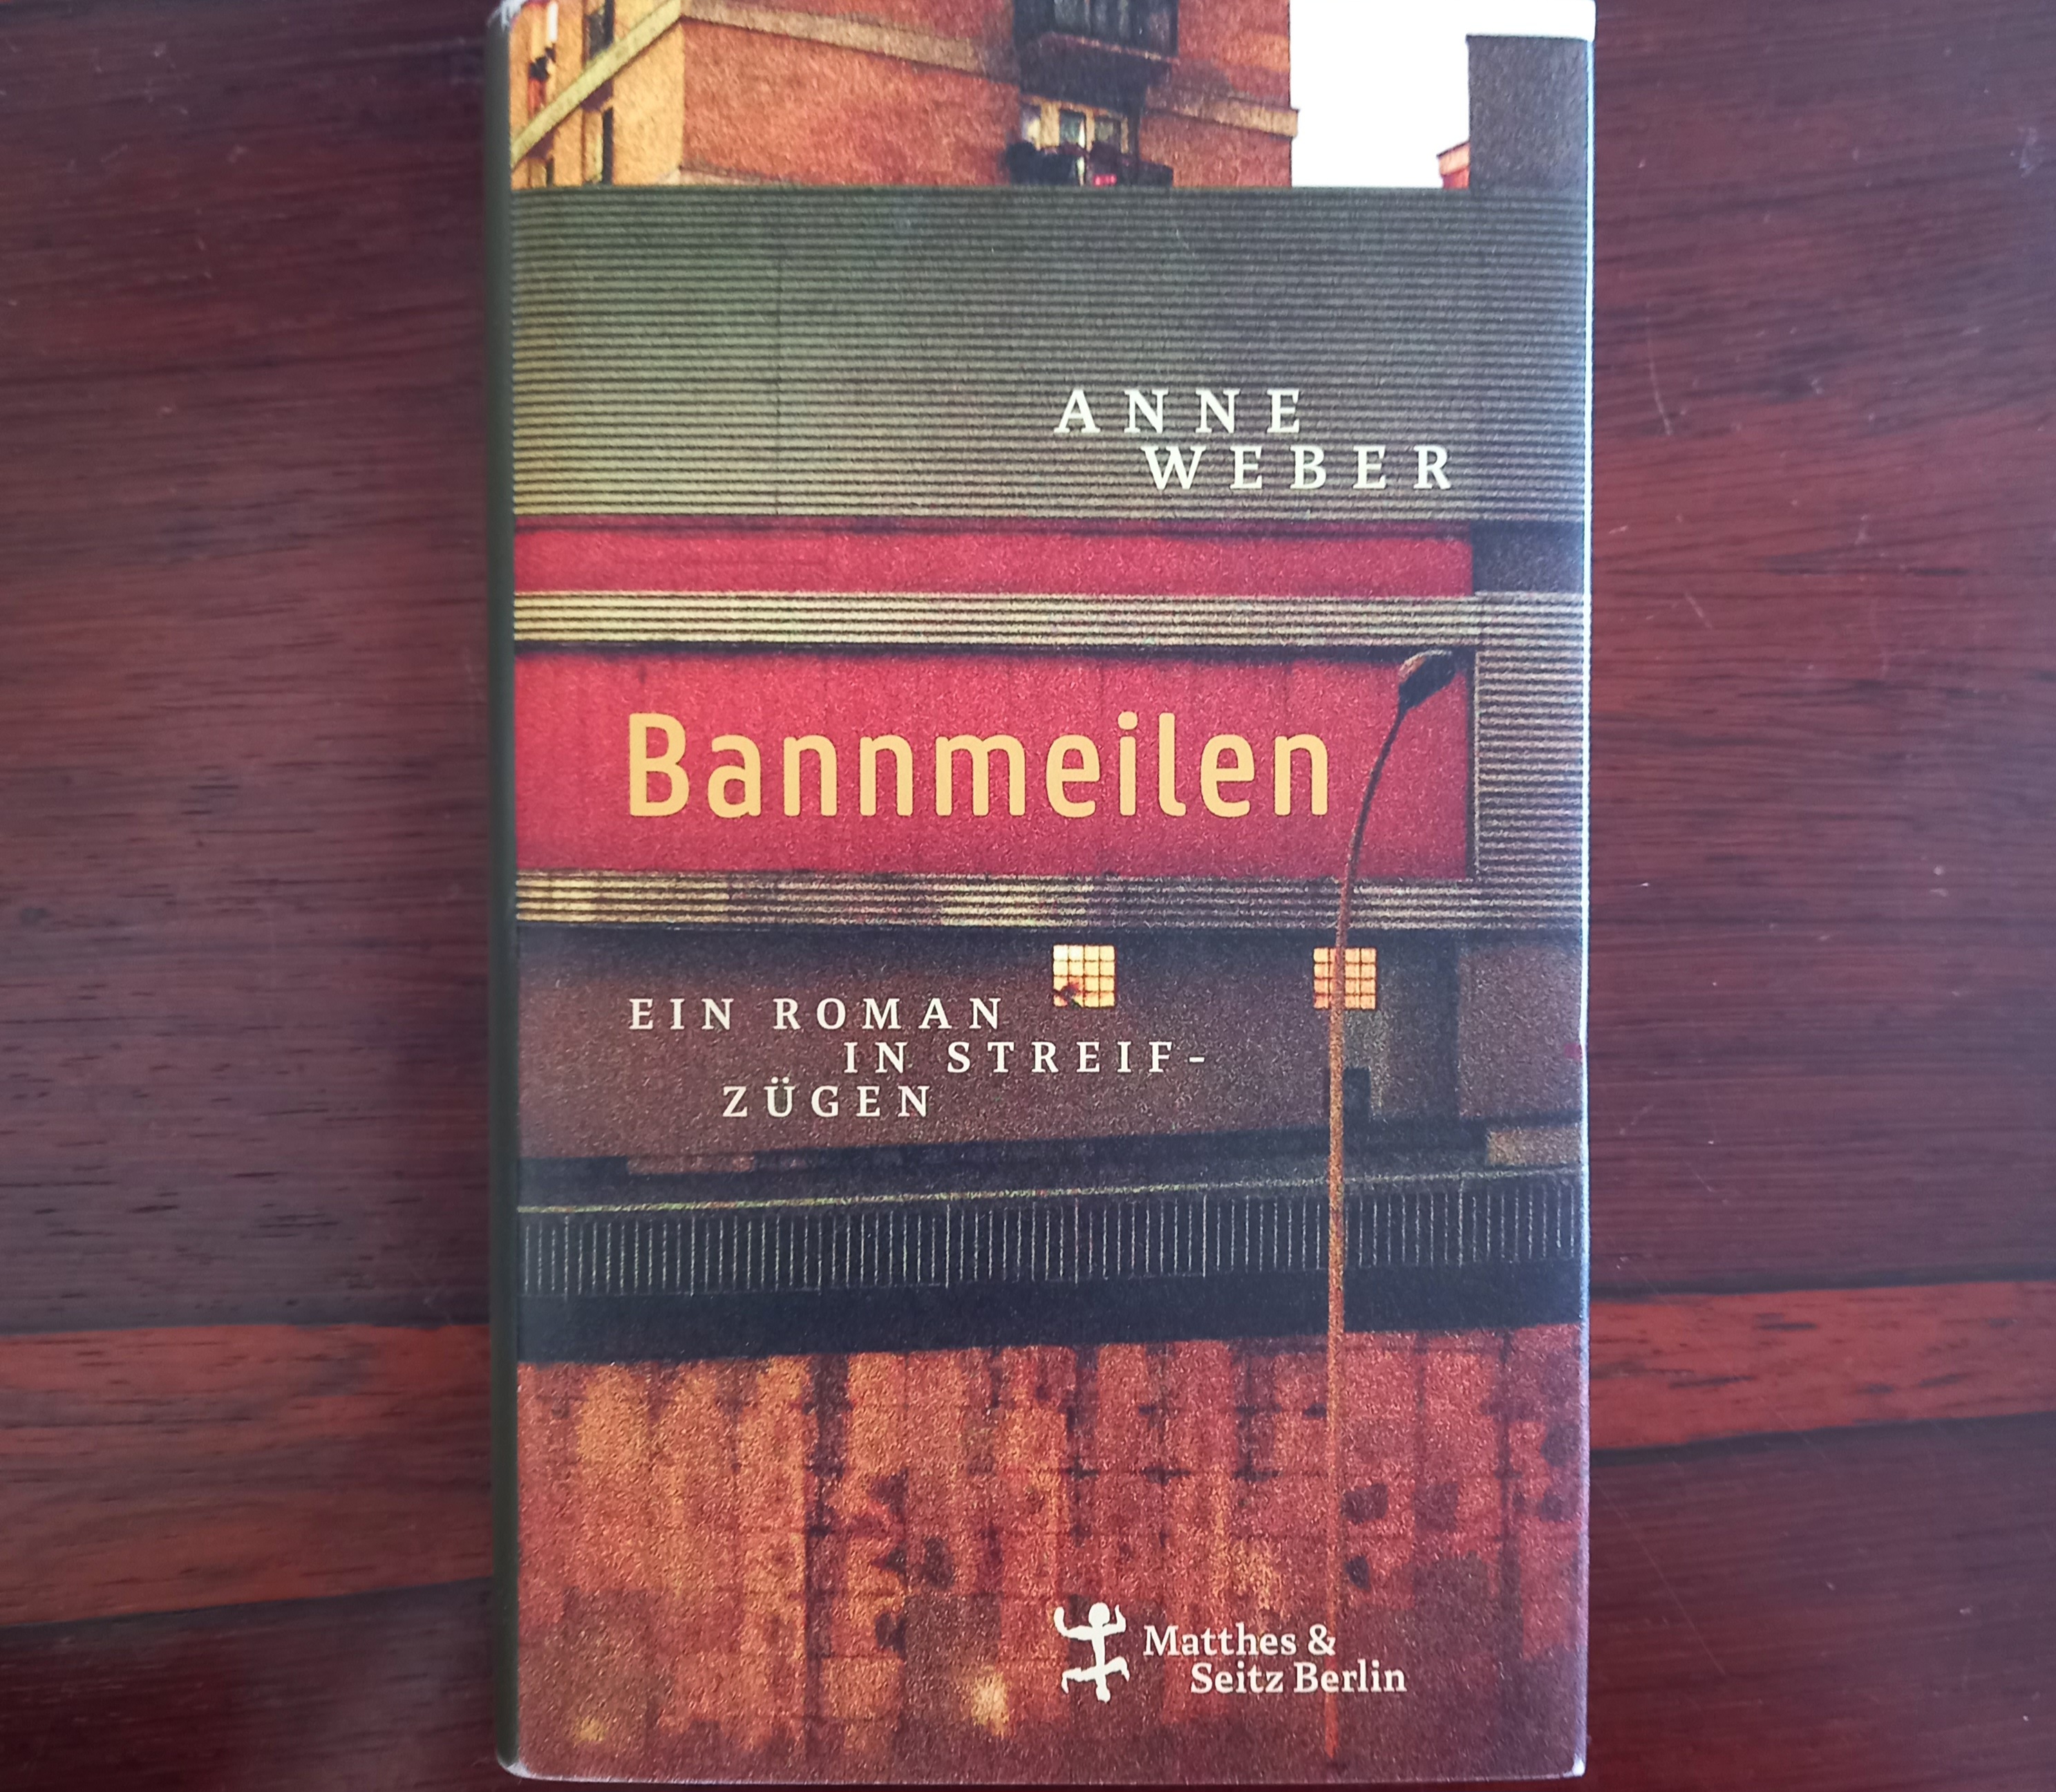 ANNE
WEBER
Bannmeilen
EIN ROMAN
IN STREIF-
ZÜGEN
Matthes &
Seitz Berlin